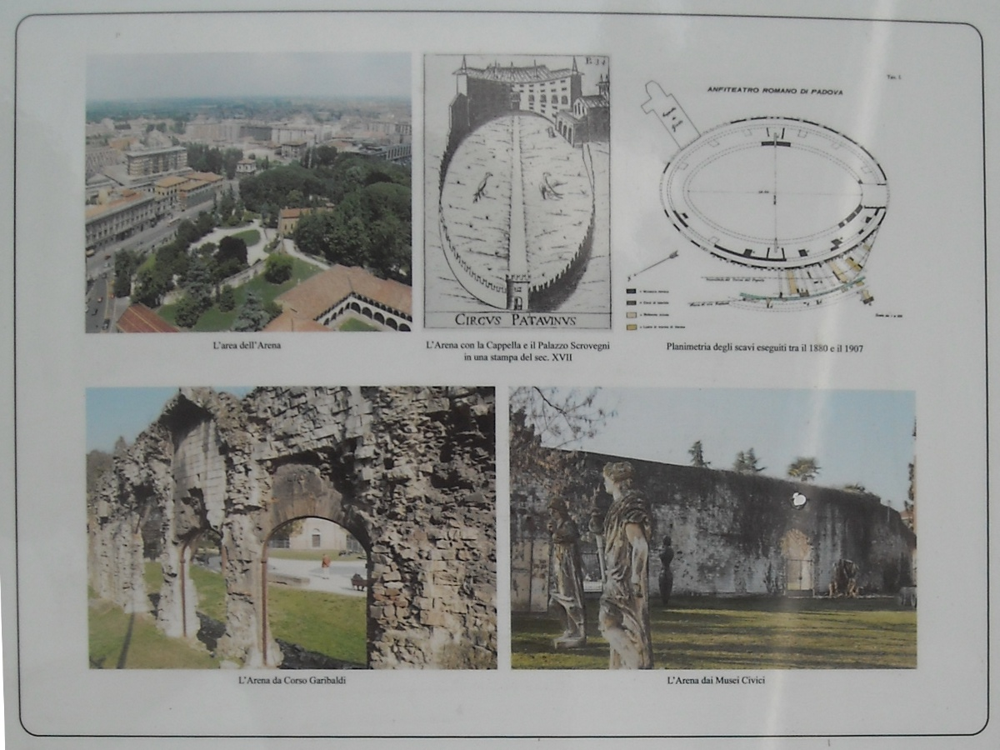 B 34
Tav. I.
ANFITEATRO ROMANO DI PADOVA
CIRCVS PATAVINVS
L'area dell'Arena
L'Arena con la Cappella e il Palazzo Scrovegni
in una stampa del sec. XVII
Planimetria degli scavi eseguiti tra il 1880 e il 1907
L'Arena da Corso Garibaldi
L'Arena dai Musei Civici